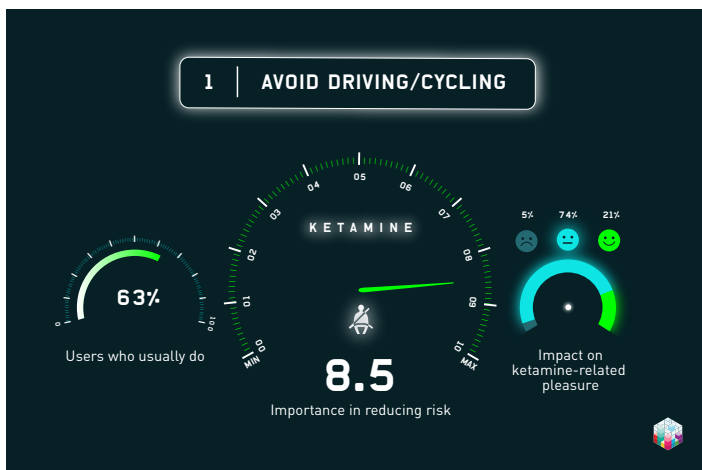 1 | AVOID DRIVING/CYCLING
KETAMINE
00
01
02
03
04
05
06
07
08
09
10
MIN
MAX
8.5
Importance in reducing risk
0
100
63%
Users who usually do
5% 74% 21%
Impact on
ketamine-related
pleasure